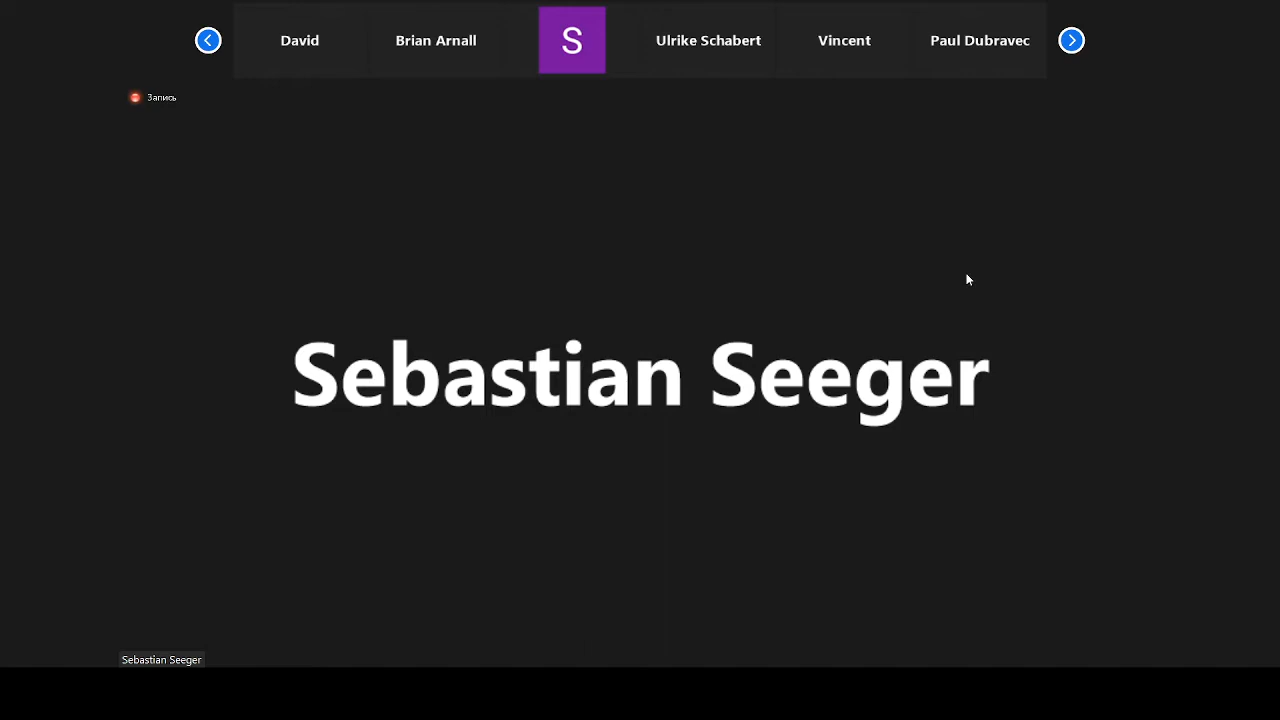 David
Brian Arnall
S
Ulrike Schabert
Vincent
Paul Dubravec
Запись
Sebastian Seeger
Sebastian Seeger